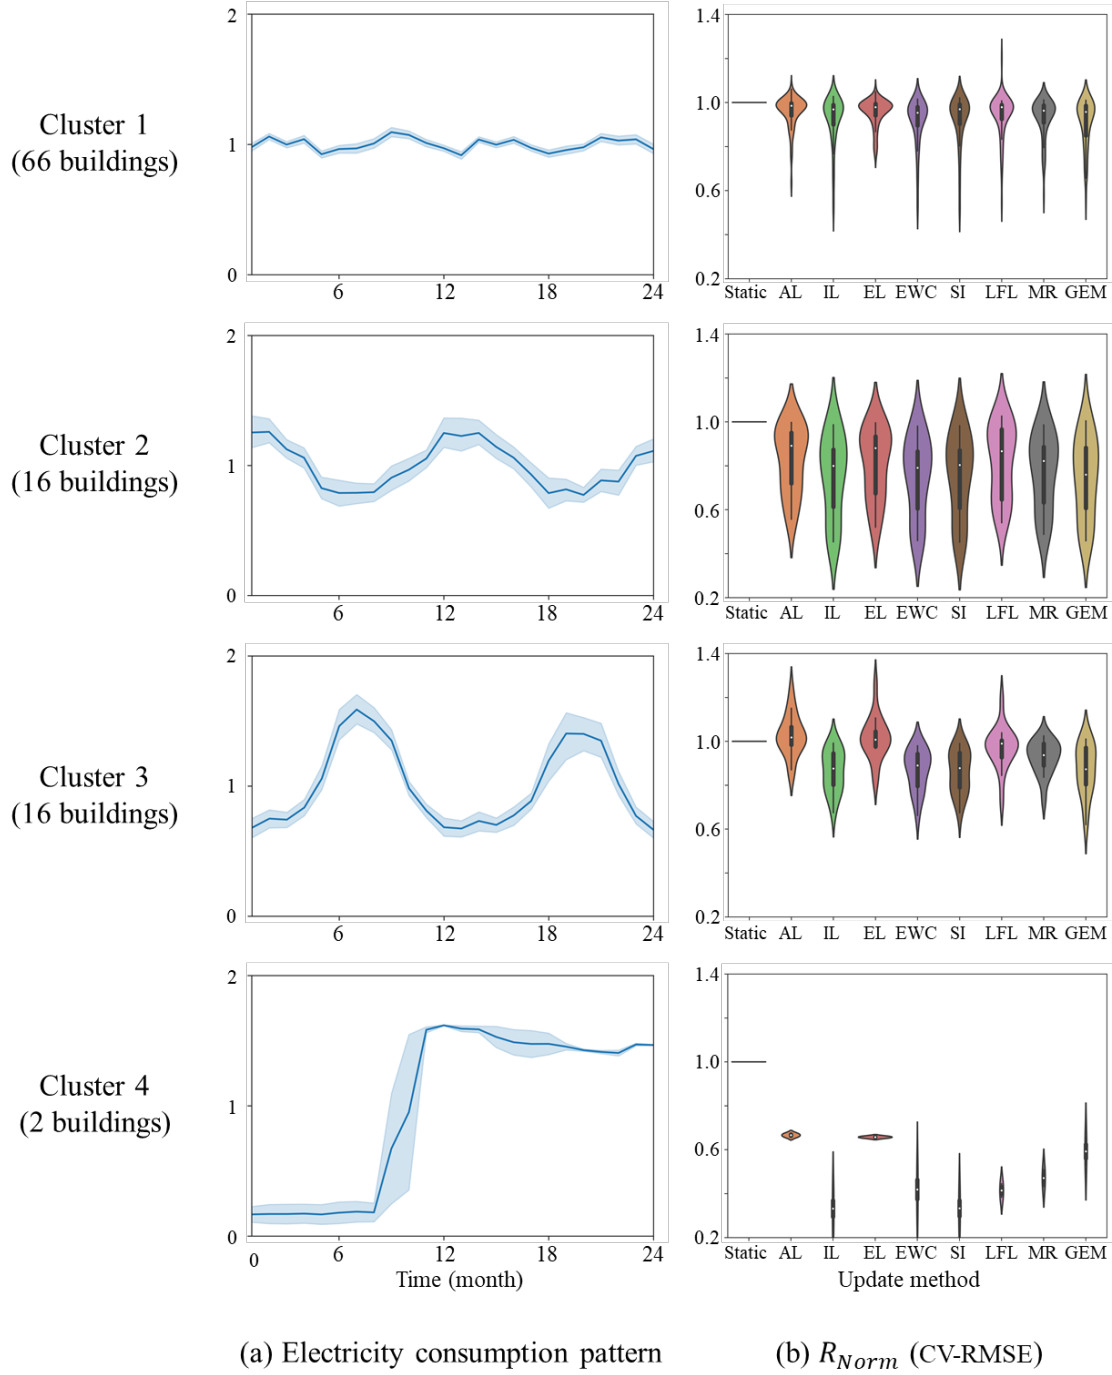 2
1
0
6
12
18
24
Cluster 1
(66 buildings)
1.4
1.0
0.6
0.2
Static AL IL EL EWC SI LFL MR GEM
2
1
0
6
12
18
24
Cluster 2
(16 buildings)
1.4
1.0
0.6
0.2
Static AL IL EL EWC SI LFL MR GEM
2
1
0
6
12
18
24
Cluster 3
(16 buildings)
1.4
1.0
0.6
0.2
Static AL IL EL EWC SI LFL MR GEM
2
1
0
0
6
12
18
24
Time (month)
Cluster 4
(2 buildings)
1.4
1.0
0.6
0.2
Static AL IL EL EWC SI LFL MR GEM
Update method
(a) Electricity consumption pattern
(b) R_Norm (CV-RMSE)